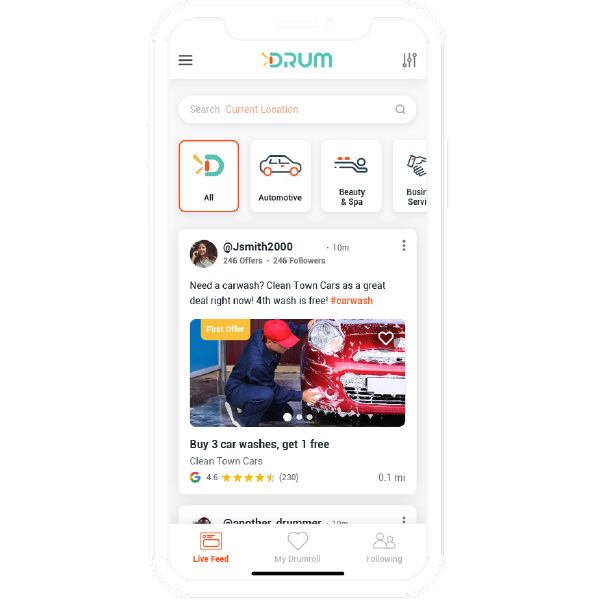 DRUM
Search Current Location
All
Automotive
Beauty
& Spa
Busin
Servi
@Jsmith2000 · 10m
246 Offers · 246 Followers
Need a carwash? Clean Town Cars as a great
deal right now! 4th wash is free! #carwash
First Offer
Buy 3 car washes, get 1 free
Clean Town Cars
G 4.6 (230) 0.1 mi
@another_drummer · 10m
Live Feed
My Drumroll
Following